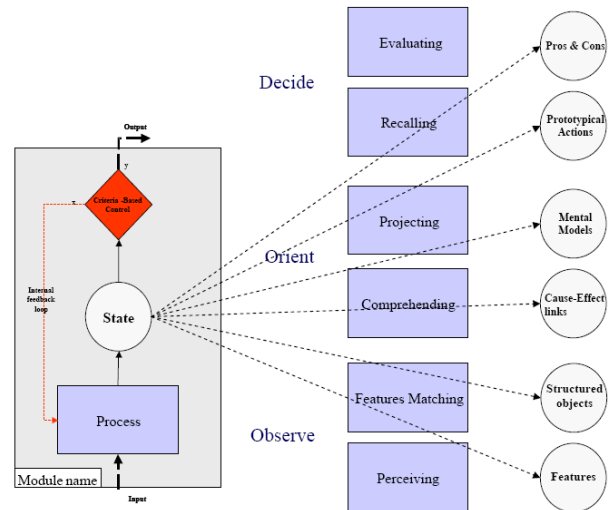 Evaluating
Pros & Cons
Decide
Recalling
Prototypical
Actions
Output
y
Criteria -Based
Control
x
Projecting
Mental
Models
Orient
Internal
feedback
loop
State
Comprehending
Cause-Effect
links
Features Matching
Structured
objects
Process
Observe
Perceiving
Features
Module name
Input